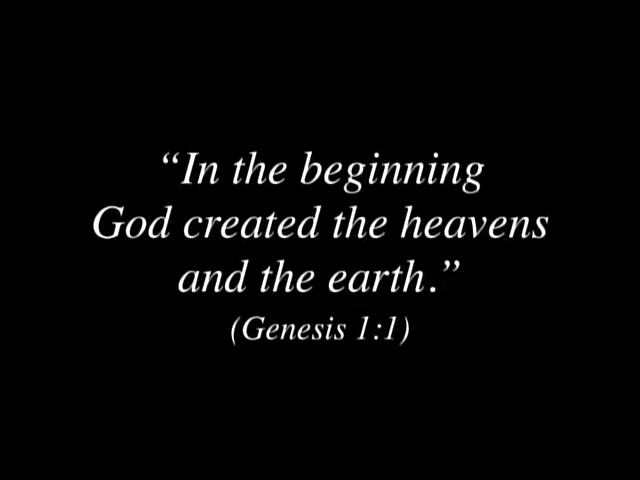 “In the beginning
God created the heavens
and the earth.”
(Genesis 1:1)